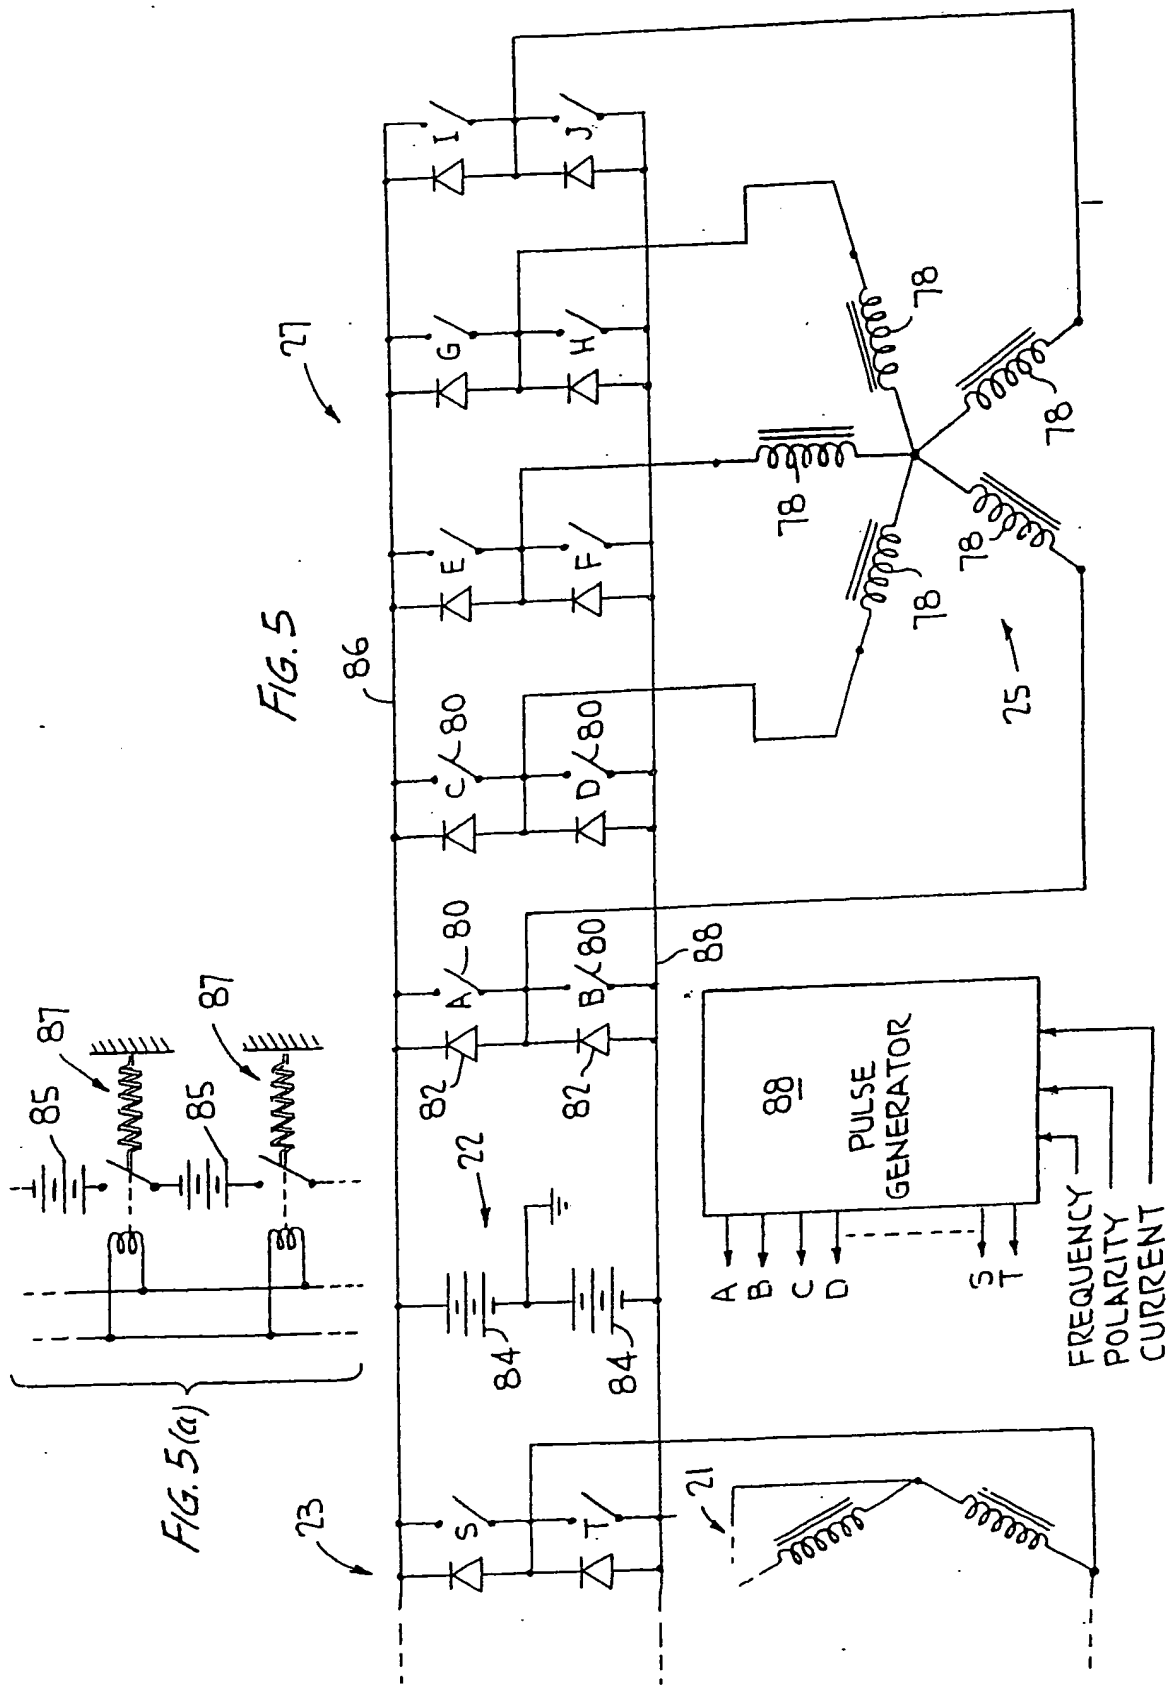 FIG. 5(a)
85
87
85
87
FIG. 5
27
23
22
86
S
T
84
84
82
82
A
80
B
80
C
80
D
80
E
F
G
H
I
J
88
21
25
78
78
78
78
78
88
PULSE
GENERATOR
A
B
C
D
S
T
FREQUENCY
POLARITY
CURRENT